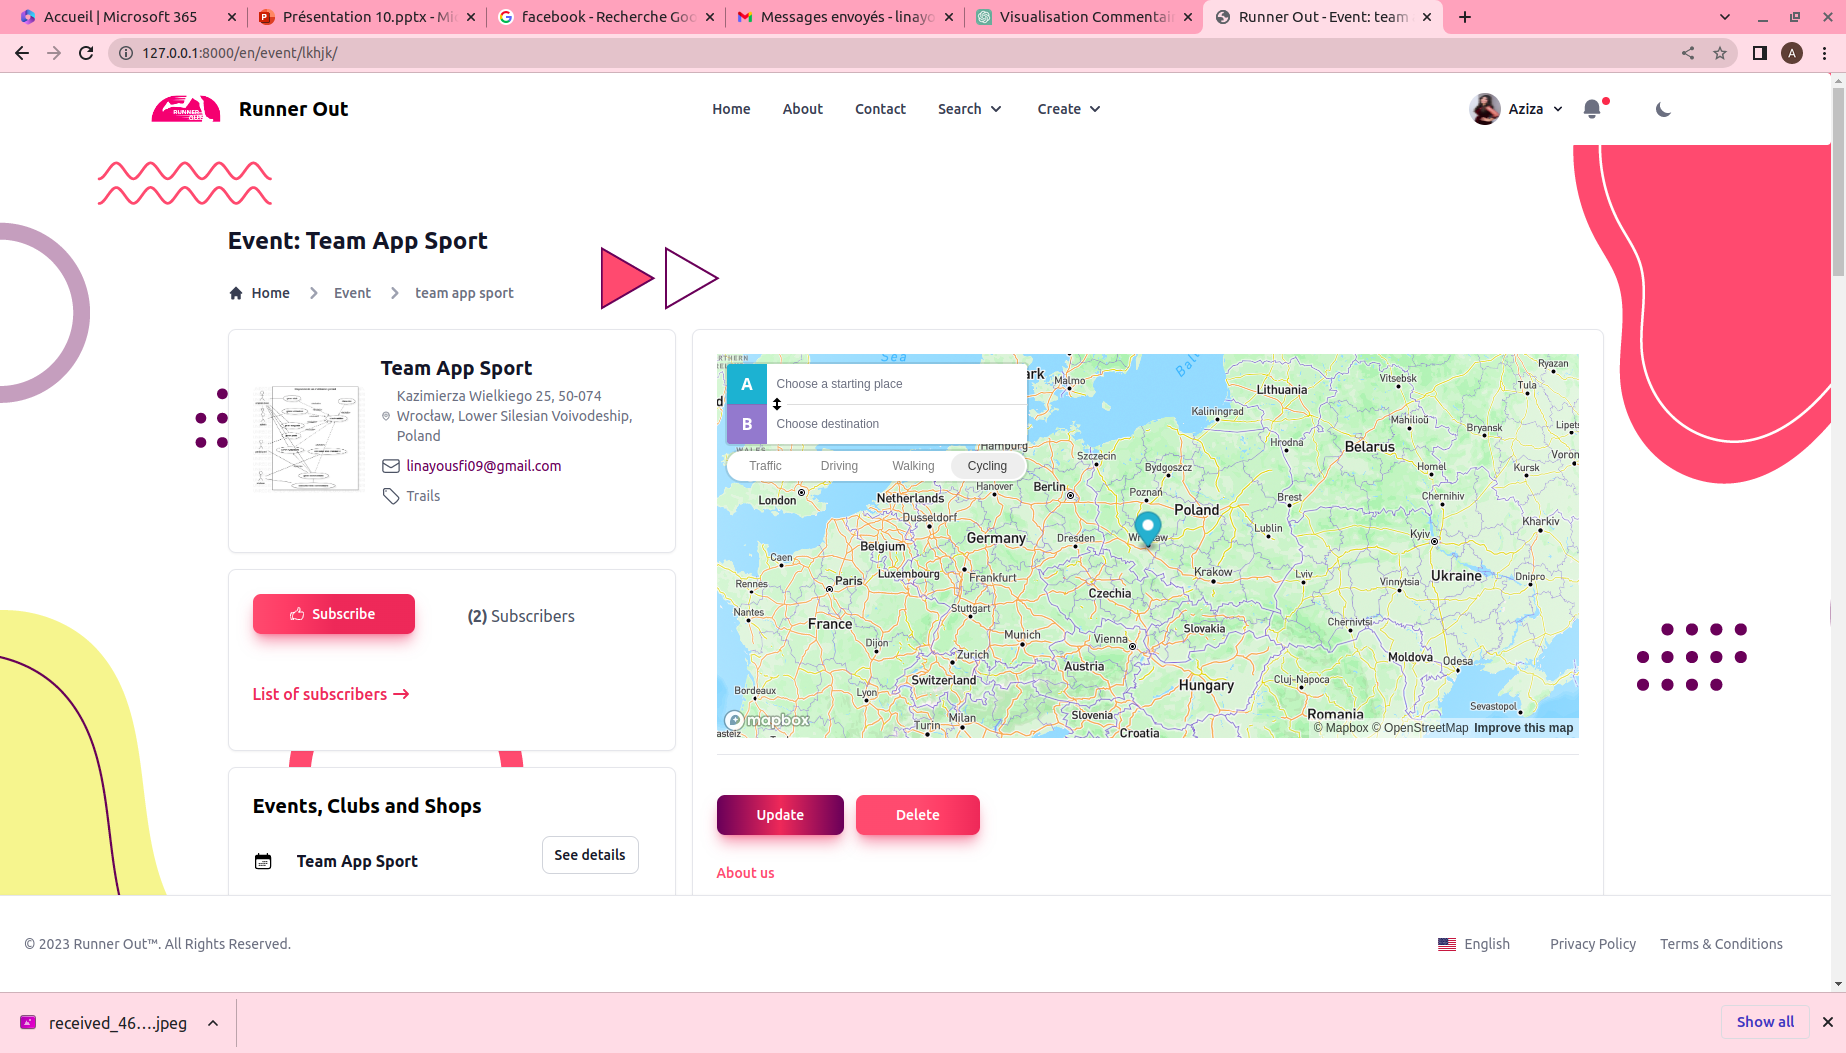 Accueil | Microsoft 365
Présentation 10.pptx - Mi
facebook - Recherche Goo
Messages envoyés - linayo
Visualisation Commentai
Runner Out - Event: team
127.0.0.1:8000/en/event/lkhjk/
A
RUNNER OUT
Runner Out
Home
About
Contact
Search
Create
Aziza
Event: Team App Sport
Home
Event
team app sport
Team App Sport
Kazimierza Wielkiego 25, 50-074
Wrocław, Lower Silesian Voivodeship,
Poland
linayousfi09@gmail.com
Trails
Subscribe
(2) Subscribers
List of subscribers →
Events, Clubs and Shops
Team App Sport
See details
A
Choose a starting place
B
Choose destination
Traffic
Driving
Walking
Cycling
Sea
Malmo
Lithuania
Vitsebsk
Ryazan
Tula
Kaliningrad
Mahilioŭ
Bryansk
Lipetsk
Hamburg
Hrodna
Belarus
Szczecin
Bydgoszcz
Homel
Kursk
Voron
London
Netherlands
Hanover
Berlin
Poznań
Poland
Brest
Chernihiv
Dusseldorf
Lublin
Kharkiv
Belgium
Germany
Dresden
Wrocław
Kyiv
Caen
Paris
Luxembourg
Frankfurt
Krakow
Lviv
Vinnytsia
Ukraine
Dnipro
Rennes
Czechia
Nantes
France
Stuttgart
Slovakia
Chernivtsi
Dijon
Munich
Vienna
Zurich
Austria
Moldova
Odesa
Bordeaux
Lyon
Switzerland
Hungary
Cluj-Napoca
Milan
Slovenia
Romania
Sevastopol
Turin
Croatia
mapbox
© Mapbox © OpenStreetMap Improve this map
Update
Delete
About us
© 2023 Runner Out™. All Rights Reserved.
English
Privacy Policy
Terms & Conditions
received_46....jpeg
Show all